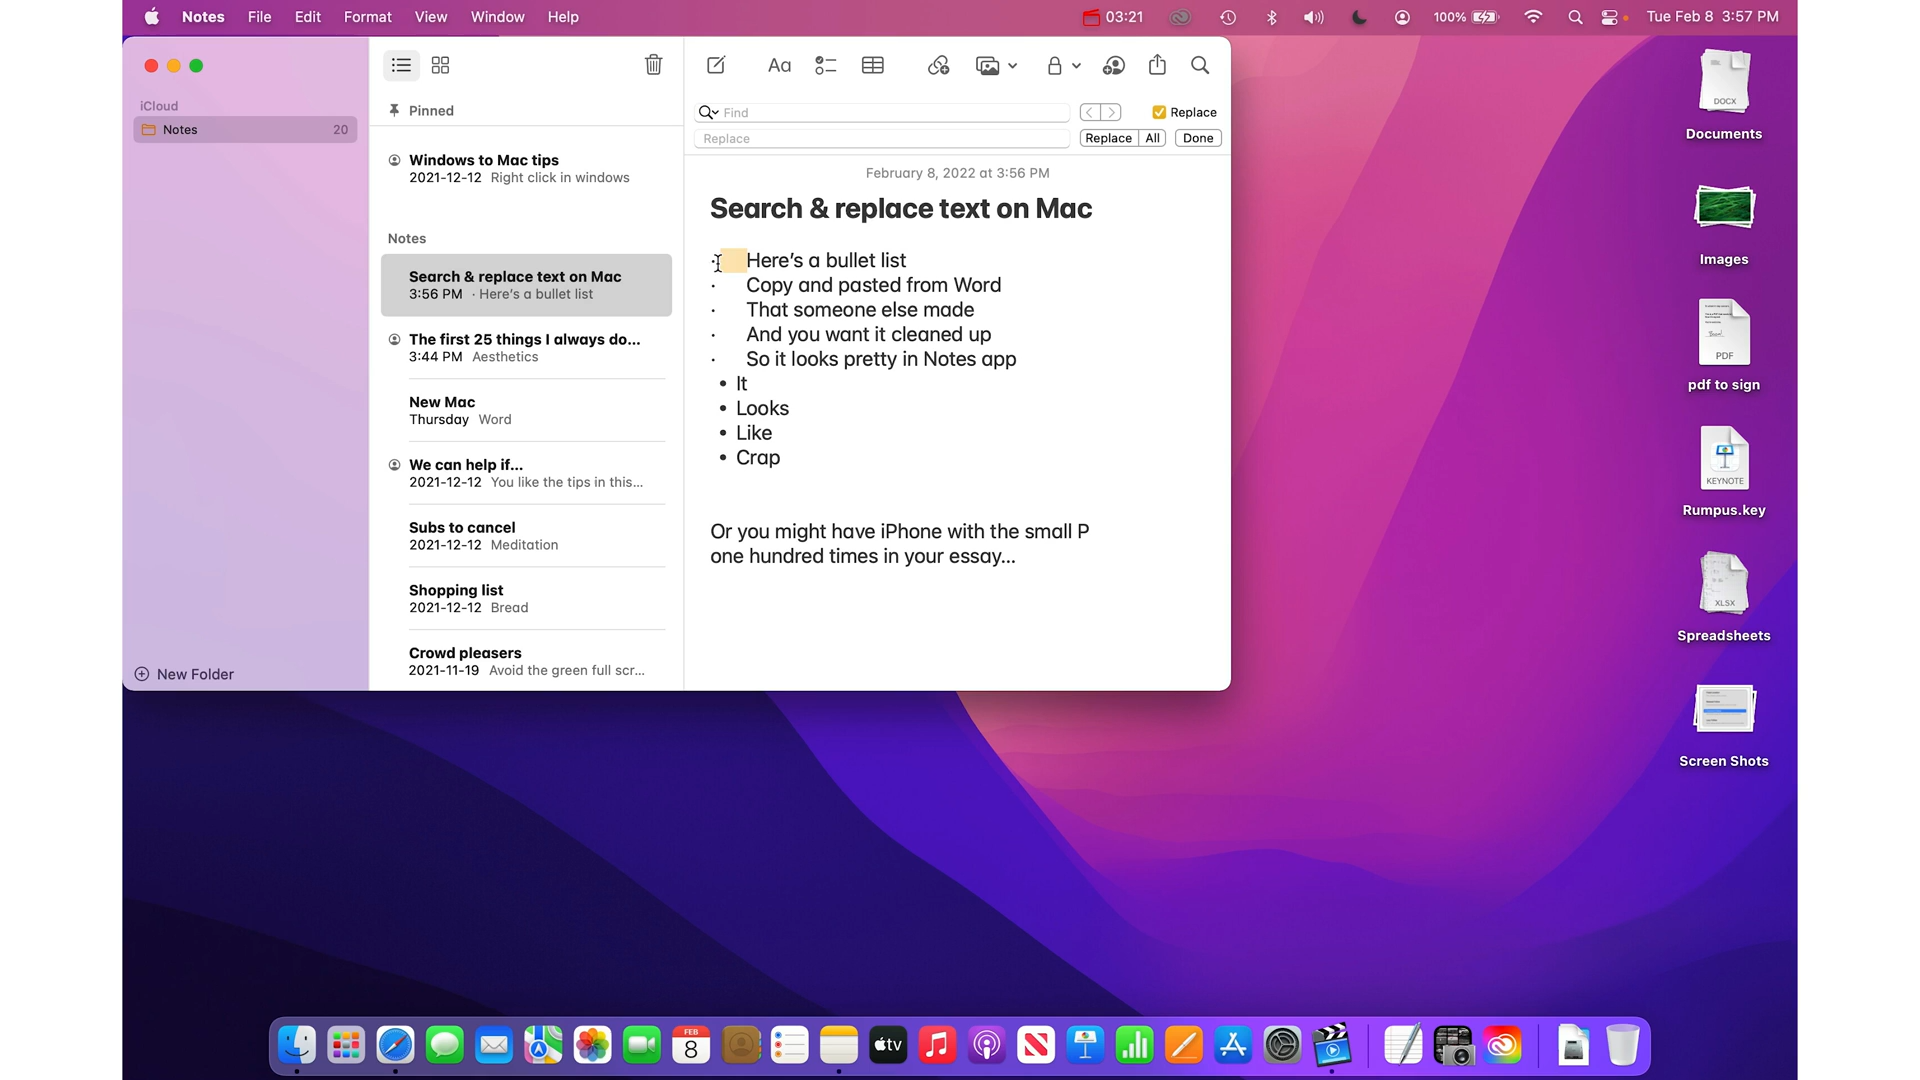 Notes File Edit Format View Window Help 03:21 100% Tue Feb 8 3:57 PM
iCloud
Notes 20
New Folder
Pinned
Windows to Mac tips
2021-12-12 Right click in windows
Notes
Search & replace text on Mac
3:56 PM · Here's a bullet list
The first 25 things I always do...
3:44 PM Aesthetics
New Mac
Thursday Word
We can help if...
2021-12-12 You like the tips in this...
Subs to cancel
2021-12-12 Meditation
Shopping list
2021-12-12 Bread
Crowd pleasers
2021-11-19 Avoid the green full scr...
Aa
Find Replace
Replace Replace All Done
February 8, 2022 at 3:56 PM
Search & replace text on Mac
· Here's a bullet list
· Copy and pasted from Word
· That someone else made
· And you want it cleaned up
· So it looks pretty in Notes app
• It
• Looks
• Like
• Crap
Or you might have iPhone with the small P
one hundred times in your essay...
DOCX
Documents
Images
PDF
pdf to sign
KEYNOTE
Rumpus.key
XLSX
Spreadsheets
Screen Shots
FEB
8
tv